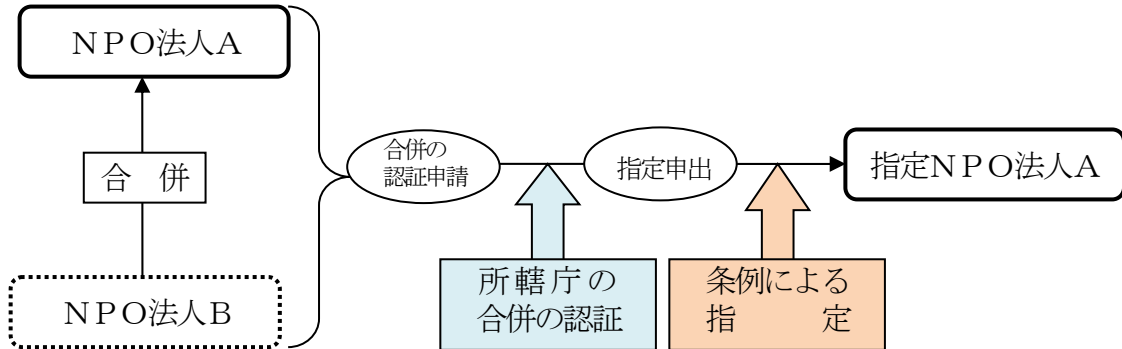 ＮＰＯ法人Ａ
合　併
ＮＰＯ法人Ｂ
合併の
認証申請
指定申出
指定ＮＰＯ法人Ａ
所轄庁の
合併の認証
条例による
指　　　定